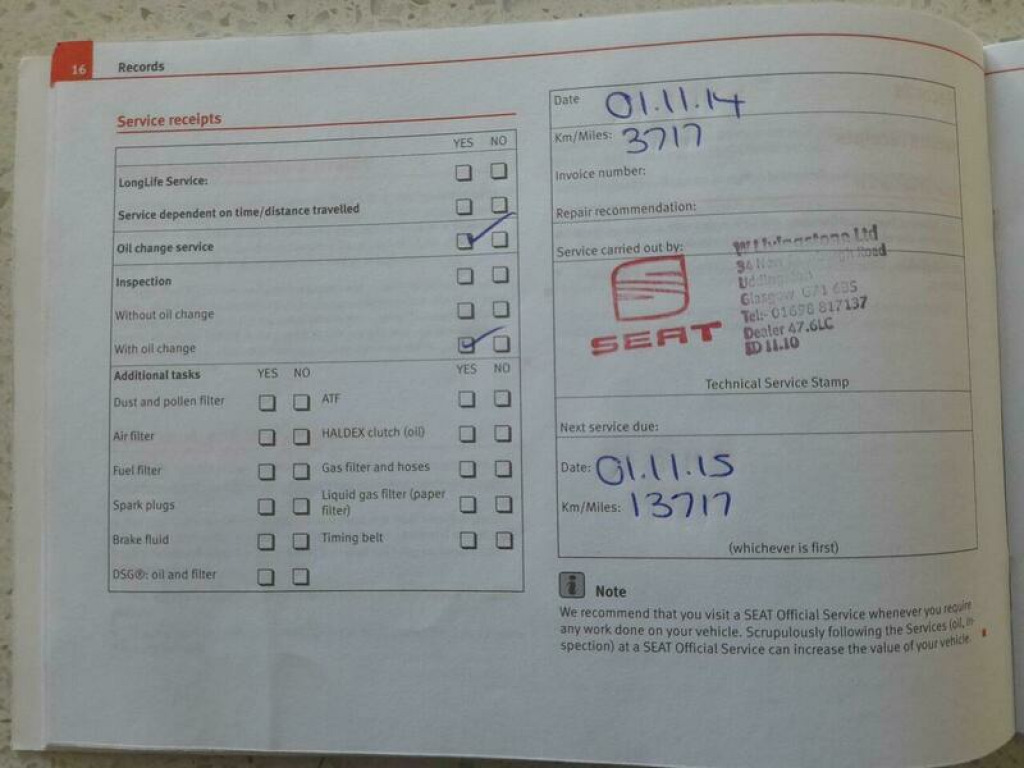 16 Records
Service receipts
YES NO
LongLife Service:
Service dependent on time/distance travelled
Oil change service
Inspection
Without oil change
With oil change
Additional tasks YES NO YES NO
Dust and pollen filter ATF
Air filter HALDEX clutch (oil)
Fuel filter Gas filter and hoses
Spark plugs Liquid gas filter (paper
filter)
Brake fluid Timing belt
DSG®: oil and filter
Date 01.11.14
Km/Miles: 3717
Invoice number:
Repair recommendation:
Service carried out by:
SEAT
Livingstone Ltd
Road
Glasgow G71 6BS
Tel:- 01698 817137
Dealer 47.6LC
ED 11.10
Technical Service Stamp
Next service due:
Date: 01.11.15
Km/Miles: 13717
(whichever is first)
i Note
We recommend that you visit a SEAT Official Service whenever you require
any work done on your vehicle. Scrupulously following the Services (oil, in-
spection) at a SEAT Official Service can increase the value of your vehicle.